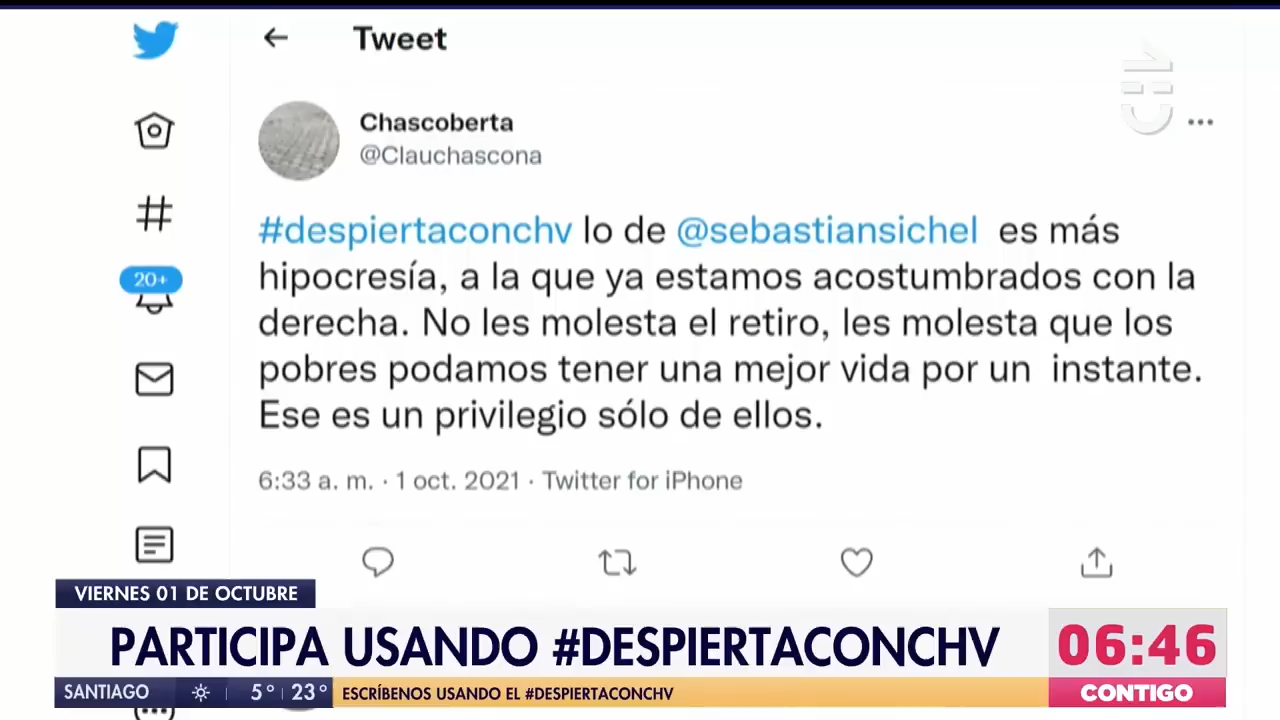 Tweet
CHV
Chascoberta
@Clauchascona
#despiertaconchv lo de @sebastiansichel es más
hipocresía, a la que ya estamos acostumbrados con la
derecha. No les molesta el retiro, les molesta que los
pobres podamos tener una mejor vida por un instante.
Ese es un privilegio sólo de ellos.
20+
6:33 a. m. · 1 oct. 2021 · Twitter for iPhone
VIERNES 01 DE OCTUBRE
PARTICIPA USANDO #DESPIERTACONCHV
06:46
SANTIAGO 5° 23° ESCRÍBENOS USANDO EL #DESPIERTACONCHV
CONTIGO